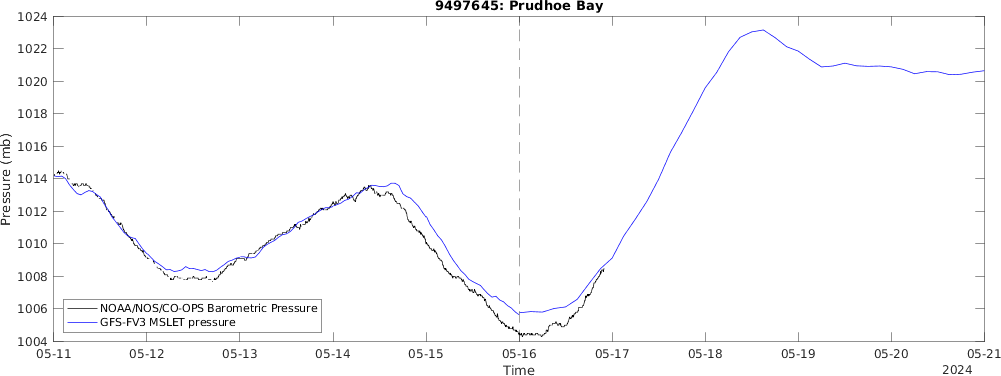 9497645: Prudhoe Bay
1024
1022
1020
1018
1016
1014
1012
1010
1008
1006
1004
Pressure (mb)
NOAA/NOS/CO-OPS Barometric Pressure
GFS-FV3 MSLET pressure
05-11 05-12 05-13 05-14 05-15 05-16 05-17 05-18 05-19 05-20 05-21
Time
2024